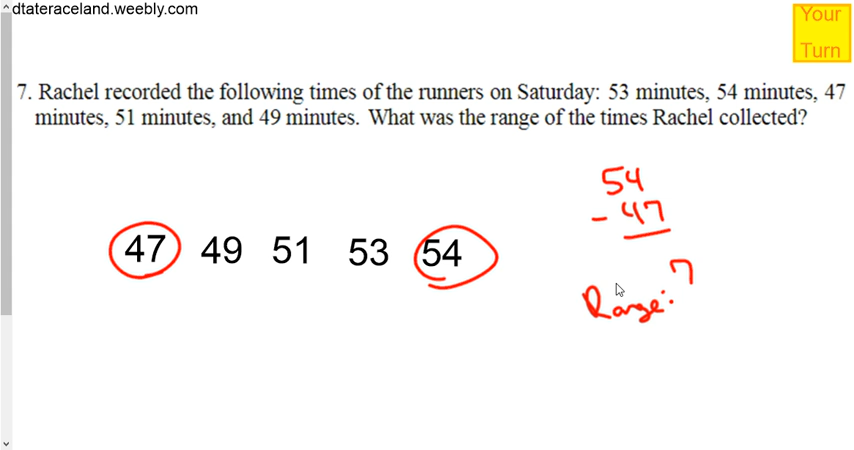 dtateraceland.weebly.com
Your
Turn
7. Rachel recorded the following times of the runners on Saturday: 53 minutes, 54 minutes, 47
minutes, 51 minutes, and 49 minutes. What was the range of the times Rachel collected?
54
- 47
47 49 51 53 54
7
Range: